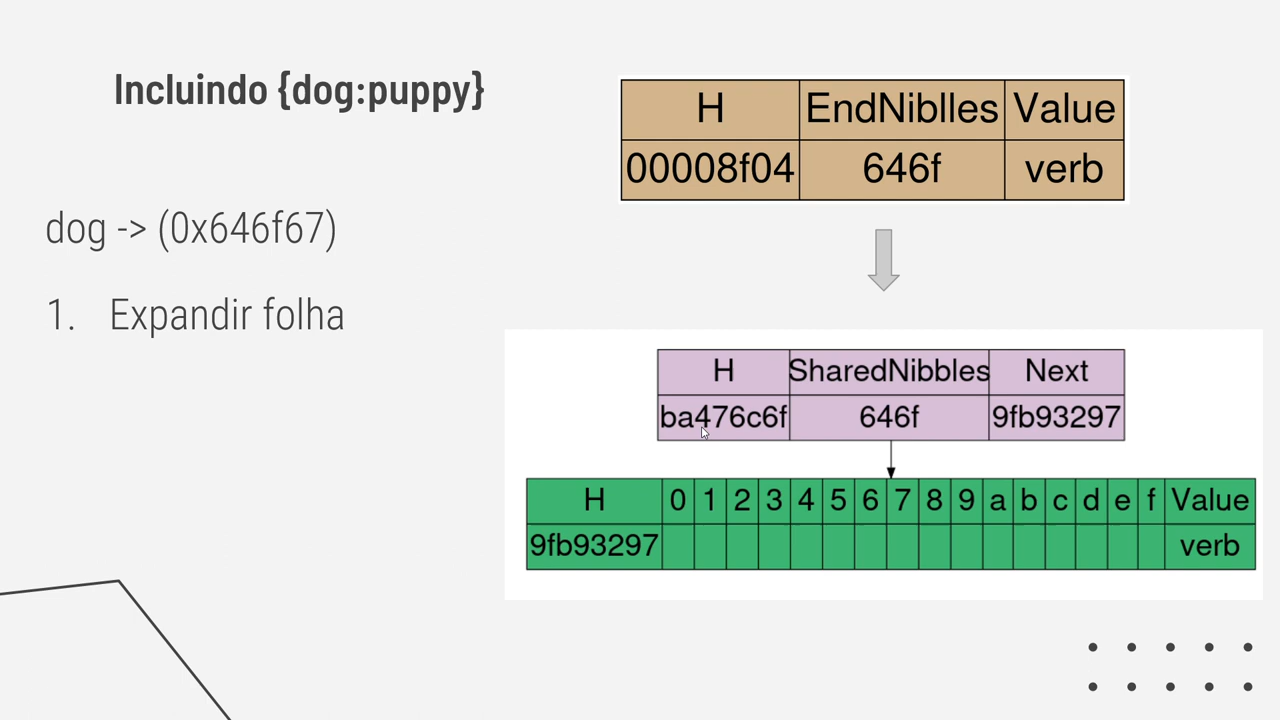 Incluindo {dog:puppy}
dog -> (0x646f67)
1. Expandir folha
H EndNiblles Value
00008f04 646f verb
H SharedNibbles Next
ba476c6f 646f 9fb93297
H 0 1 2 3 4 5 6 7 8 9 a b c d e f Value
9fb93297 verb